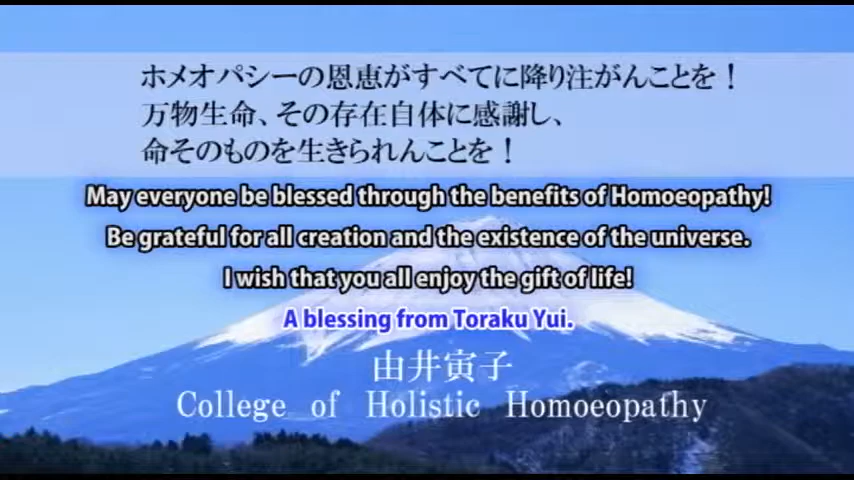 ホメオパシーの恩恵がすべてに降り注がんことを！
万物生命、その存在自体に感謝し、
命そのものを生きられんことを！
May everyone be blessed through the benefits of Homoeopathy!
Be grateful for all creation and the existence of the universe.
I wish that you all enjoy the gift of life!
A blessing from Toraku Yui.
由井寅子
College of Holistic Homoeopathy